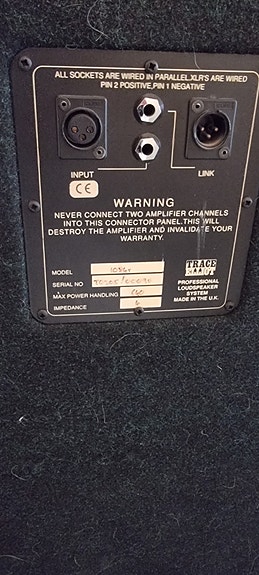 ALL SOCKETS ARE WIRED IN PARALLEL.XLR'S ARE WIRED
PIN 2 POSITIVE,PIN 1 NEGATIVE
INPUT
LINK
CE
WARNING
NEVER CONNECT TWO AMPLIFIER CHANNELS
INTO THIS CONNECTOR PANEL.THIS WILL
DESTROY THE AMPLIFIER AND INVALIDATE YOUR
WARRANTY.
MODEL
SERIAL NO
MAX POWER HANDLING
IMPEDANCE
TRACE
ELLIOT
PROFESSIONAL
LOUDSPEAKER
SYSTEM
MADE IN THE U.K.